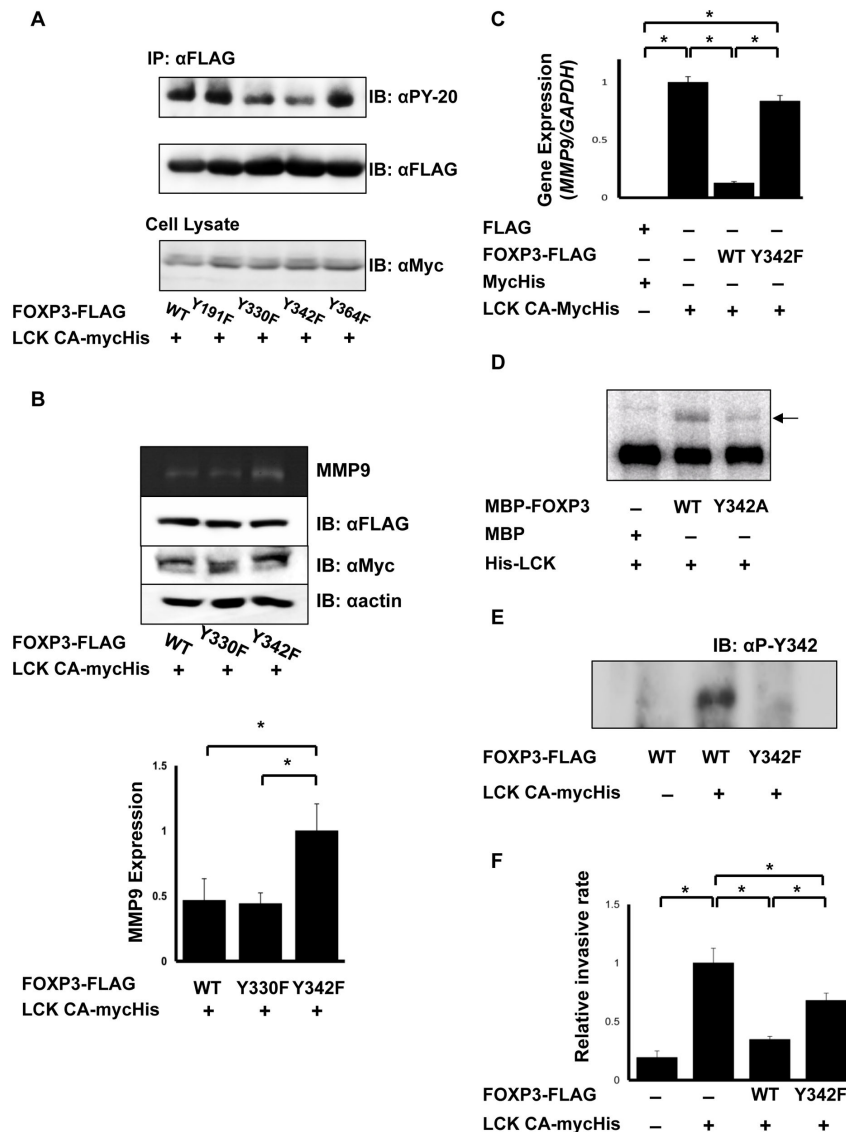 A
IP: αFLAG
IB: αPY-20
IB: αFLAG
Cell Lysate
IB: αMyc
FOXP3-FLAG WT Y191F Y330F Y342F Y364F
LCK CA-mycHis + + + + +
B
MMP9
IB: αFLAG
IB: αMyc
IB: αactin
FOXP3-FLAG WT Y330F Y342F
LCK CA-mycHis + + +
*
*
MMP9 Expression
1.5
1
0.5
0
FOXP3-FLAG WT Y330F Y342F
LCK CA-mycHis + + +
C
*
* * *
Gene Expression
(MMP9/GAPDH)
1
0.5
0
FLAG + – – –
FOXP3-FLAG – – WT Y342F
MycHis + – – –
LCK CA-MycHis – + + +
D
MBP-FOXP3 – WT Y342A
MBP + – –
His-LCK + + +
E
IB: αP-Y342
FOXP3-FLAG WT WT Y342F
LCK CA-mycHis – + +
F
*
* * *
Relative invasive rate
1.5
1
0.5
0
FOXP3-FLAG – – WT Y342F
LCK CA-mycHis – + + +